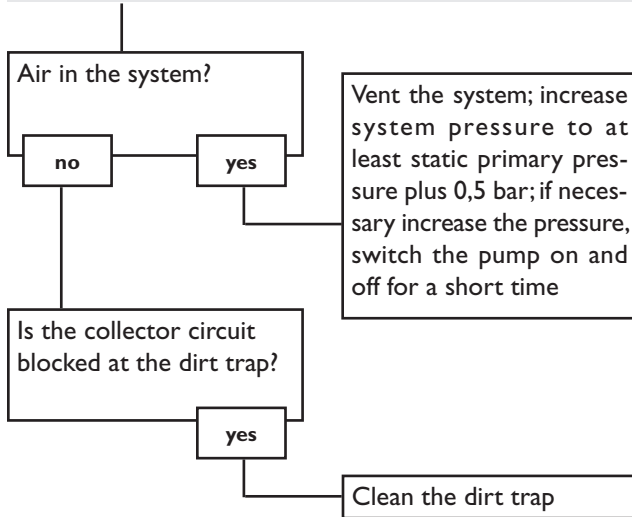 Air in the system?
no
yes
Vent the system; increase
system pressure to at
least static primary pres-
sure plus 0,5 bar; if neces-
sary increase the pressure,
switch the pump on and
off for a short time
Is the collector circuit
blocked at the dirt trap?
yes
Clean the dirt trap